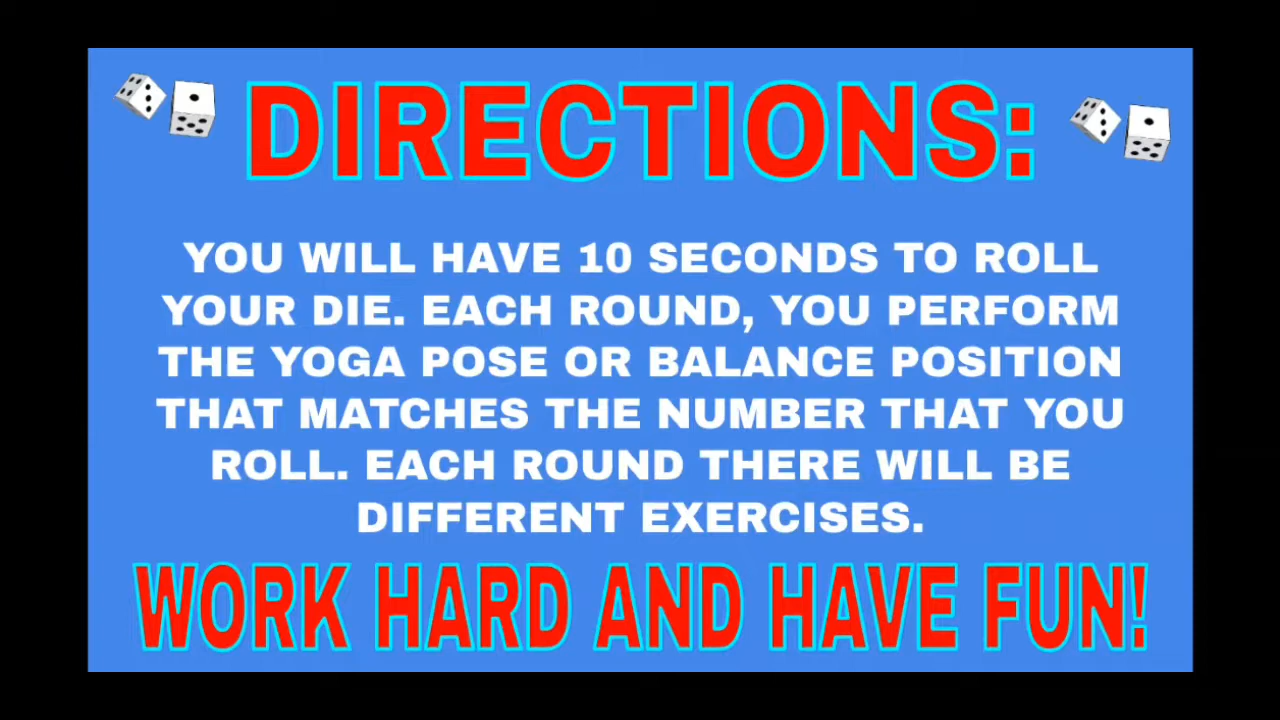 DIRECTIONS:
YOU WILL HAVE 10 SECONDS TO ROLL
YOUR DIE. EACH ROUND, YOU PERFORM
THE YOGA POSE OR BALANCE POSITION
THAT MATCHES THE NUMBER THAT YOU
ROLL. EACH ROUND THERE WILL BE
DIFFERENT EXERCISES.
WORK HARD AND HAVE FUN!